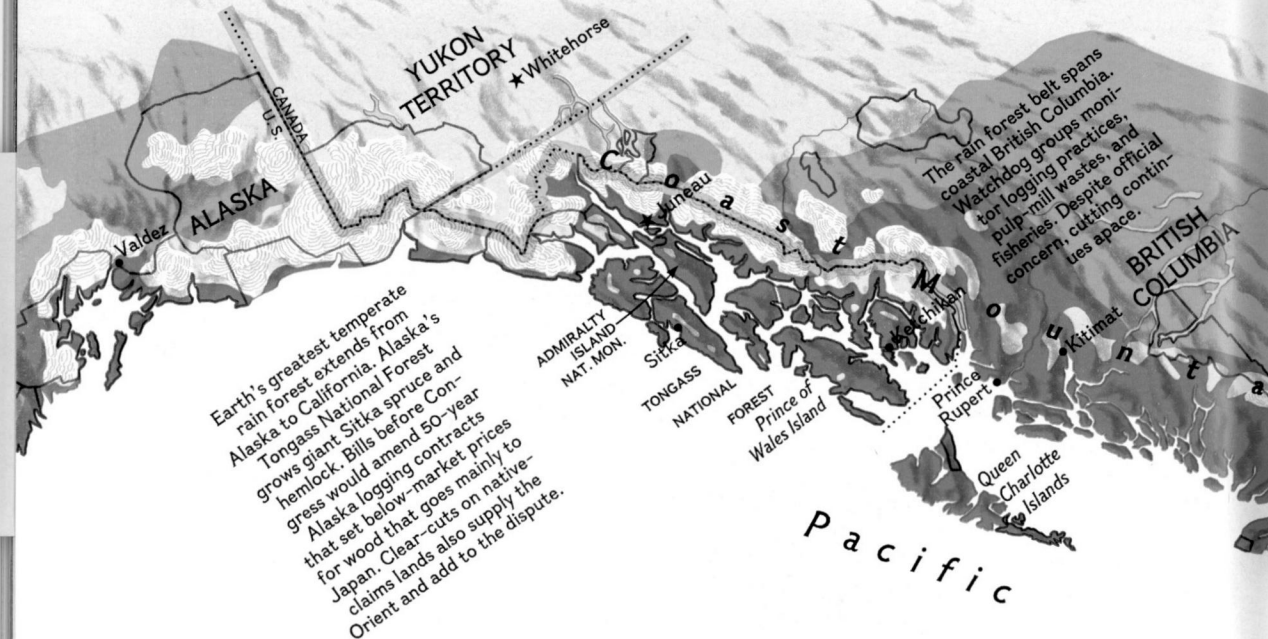 YUKON
TERRITORY
Whitehorse
CANADA
U.S.
ALASKA
Valdez
Juneau
Coast Mounta
The rain forest belt spans
coastal British Columbia.
Watchdog groups moni-
tor logging practices,
pulp-mill wastes, and
fisheries. Despite official
concern, cutting contin-
ues apace.
BRITISH
COLUMBIA
Earth's greatest temperate
rain forest extends from
Alaska to California. Alaska's
Tongass National Forest
grows giant Sitka spruce and
hemlock. Bills before Con-
gress would amend 50-year
Alaska logging contracts
that set below-market prices
for wood that goes mainly to
Japan. Clear-cuts on native-
claims lands also supply the
Orient and add to the dispute.
ADMIRALTY
ISLAND
NAT. MON.
Sitka
TONGASS
NATIONAL
FOREST
Prince of
Wales Island
Ketchikan
Kitimat
Prince
Rupert
Queen
Charlotte
Islands
Pacific